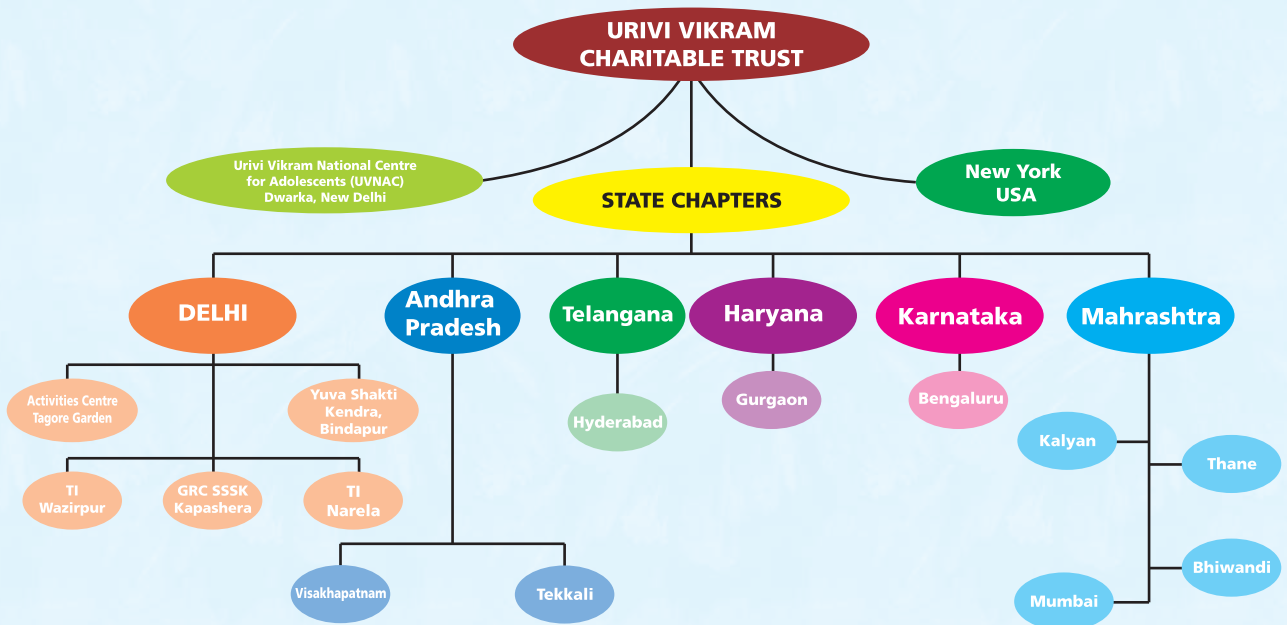 URIVI VIKRAM
CHARITABLE TRUST
Urivi Vikram National Centre
for Adolescents (UVNAC)
Dwarka, New Delhi
STATE CHAPTERS
New York
USA
DELHI
Andhra
Pradesh
Telangana
Haryana
Karnataka
Mahrashtra
Activities Centre
Tagore Garden
Yuva Shakti
Kendra,
Bindapur
Hyderabad
Gurgaon
Bengaluru
Kalyan
Thane
TI
Wazirpur
GRC SSSK
Kapashera
TI
Narela
Visakhapatnam
Tekkali
Bhiwandi
Mumbai